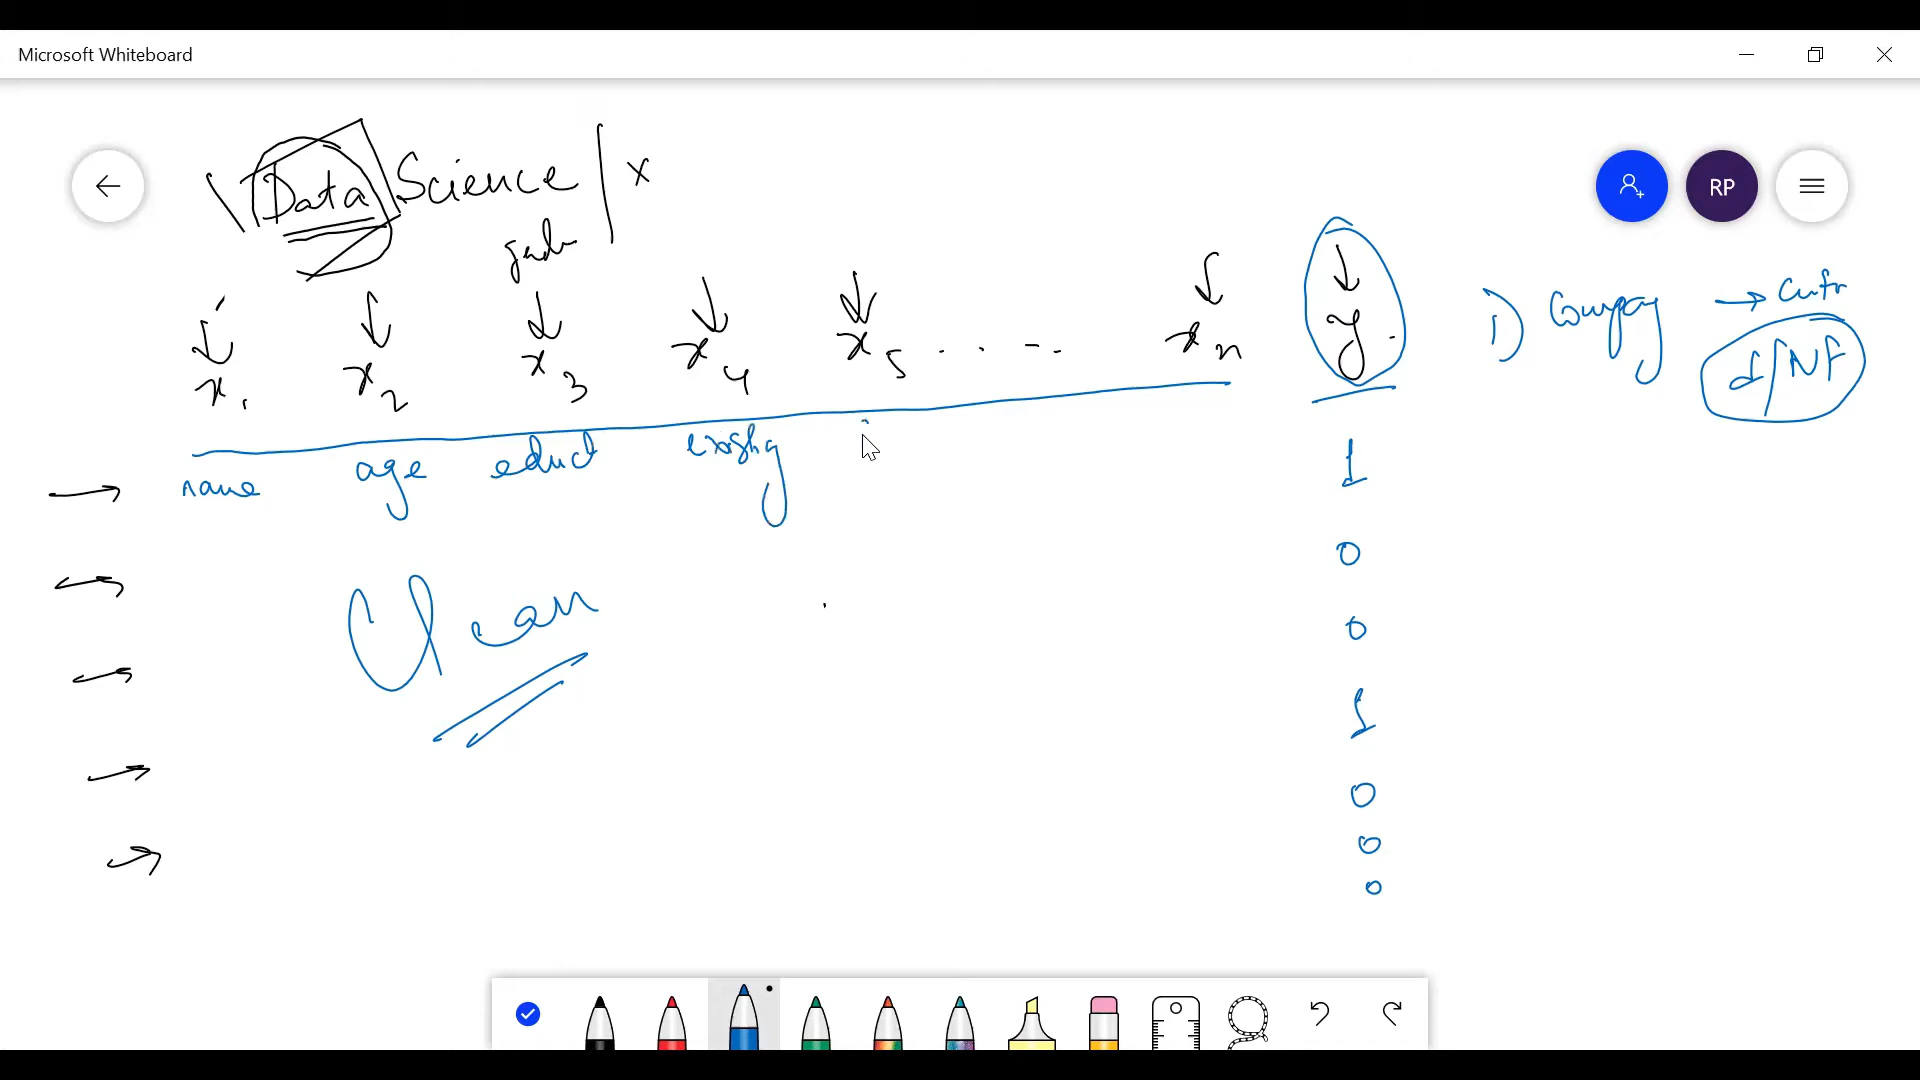 Microsoft Whiteboard
Data Science | x
RP
x1 x2 x3 x4 x5 . . - - . xn y
1) Company →
d/NF
name age educt
1
0
Clean
0
1
0
0
0